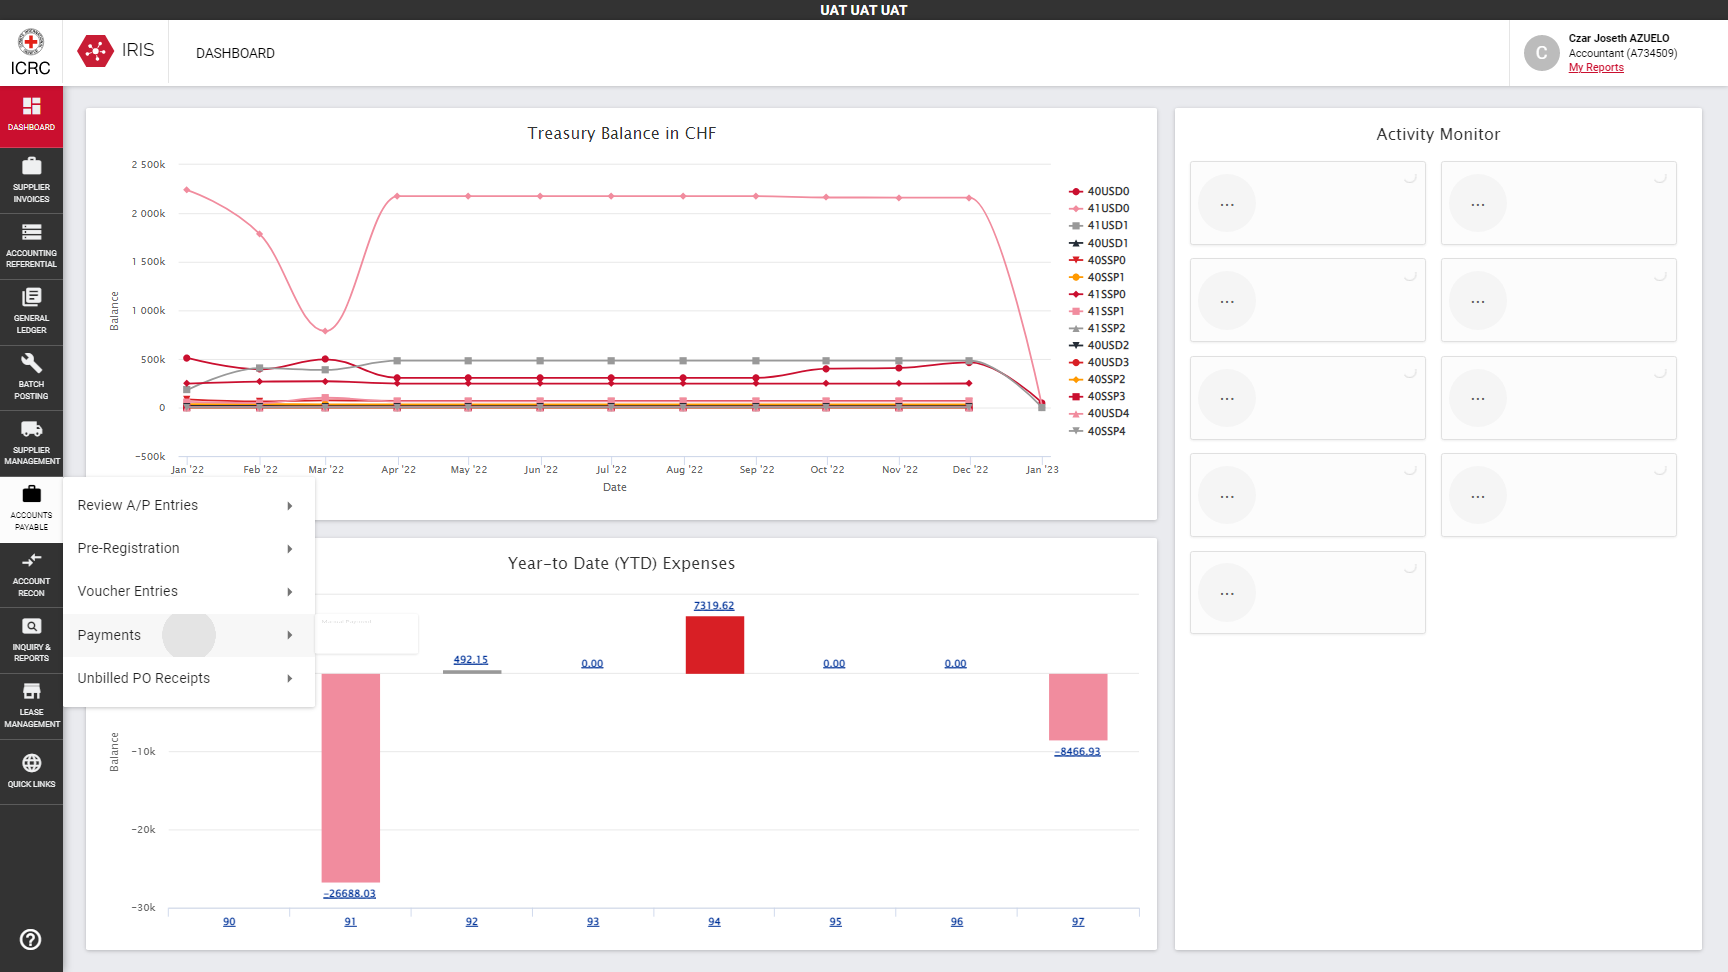 UAT UAT UAT
ICRC
IRIS
DASHBOARD
Czar Joseth AZUELO
Accountant (A734509)
My Reports
DASHBOARD
SUPPLIER
INVOICES
ACCOUNTING
REFERENTIAL
GENERAL
LEDGER
BATCH
POSTING
SUPPLIER
MANAGEMENT
ACCOUNTS
PAYABLE
ACCOUNT
RECON
INQUIRY &
REPORTS
LEASE
MANAGEMENT
QUICK LINKS
Review A/P Entries
Pre-Registration
Voucher Entries
Payments
Unbilled PO Receipts
Treasury Balance in CHF
Balance
2 500k
2 000k
1 500k
1 000k
500k
0
−500k
Jan '22
Feb '22
Mar '22
Apr '22
May '22
Jun '22
Jul '22
Aug '22
Sep '22
Oct '22
Nov '22
Dec '22
Jan '23
Date
40USD0
41USD0
41USD1
40USD1
40SSP0
40SSP1
41SSP0
41SSP1
41SSP2
40USD2
40USD3
40SSP2
40SSP3
40USD4
40SSP4
Year-to Date (YTD) Expenses
Balance
−10k
−20k
−30k
−26688.03
492.15
0.00
7319.62
0.00
0.00
−8466.93
90
91
92
93
94
95
96
97
Activity Monitor
...
...
...
...
...
...
...
...
...